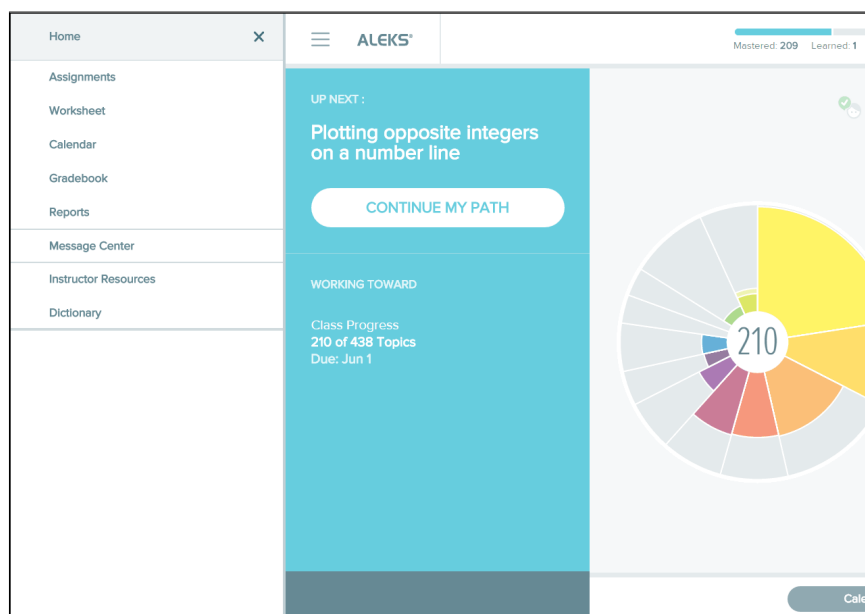 Home
Assignments
Worksheet
Calendar
Gradebook
Reports
Message Center
Instructor Resources
Dictionary
ALEKS®
Mastered: 209 Learned: 1
UP NEXT :
Plotting opposite integers
on a number line
CONTINUE MY PATH
WORKING TOWARD
Class Progress
210 of 438 Topics
Due: Jun 1
210
Cale